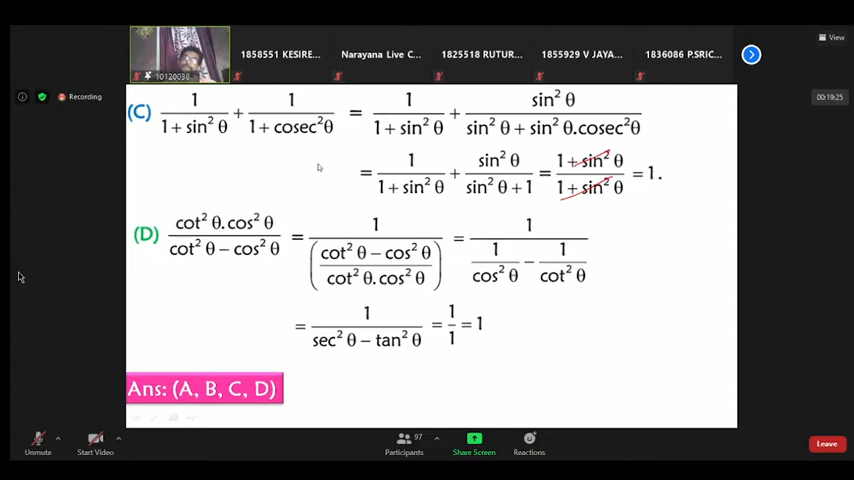 View
1858551 KESIRE... Narayana Live C... 1825518 RUTUR... 1855929 V JAYA... 1836086 P.SRIC...
10120038
Recording
00:19:25
(C) 1/(1 + sin² θ) + 1/(1 + cosec²θ) = 1/(1 + sin² θ) + sin² θ/(sin² θ + sin² θ.cosec²θ)
= 1/(1 + sin² θ) + sin² θ/(sin² θ + 1) = (1 + sin² θ)/(1 + sin² θ) = 1.
(D) (cot² θ.cos² θ)/(cot² θ − cos² θ) = 1/((cot² θ − cos² θ)/(cot² θ.cos² θ)) = 1/(1/cos² θ − 1/cot² θ)
= 1/(sec² θ − tan² θ) = 1/1 = 1
Ans: (A, B, C, D)
97
Unmute Start Video Participants Share Screen Reactions Leave